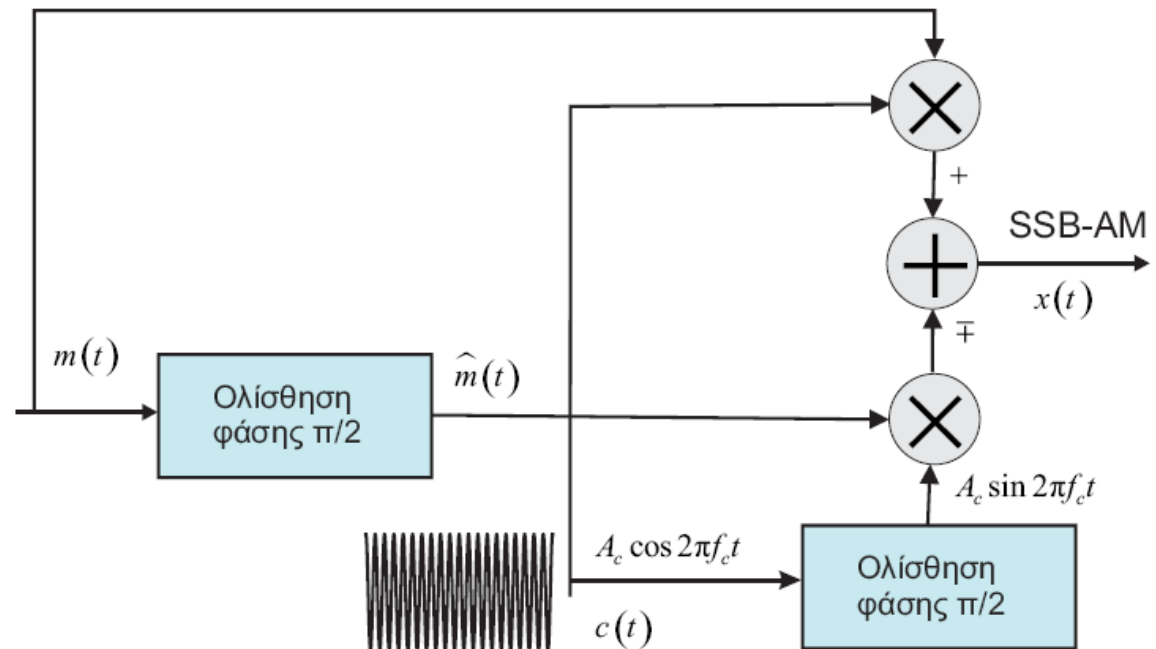 +
SSB-AM
x(t)
∓
m(t)
Ολίσθηση
φάσης π/2
m̂(t)
A_c sin 2πf_c t
A_c cos 2πf_c t
c(t)
Ολίσθηση
φάσης π/2